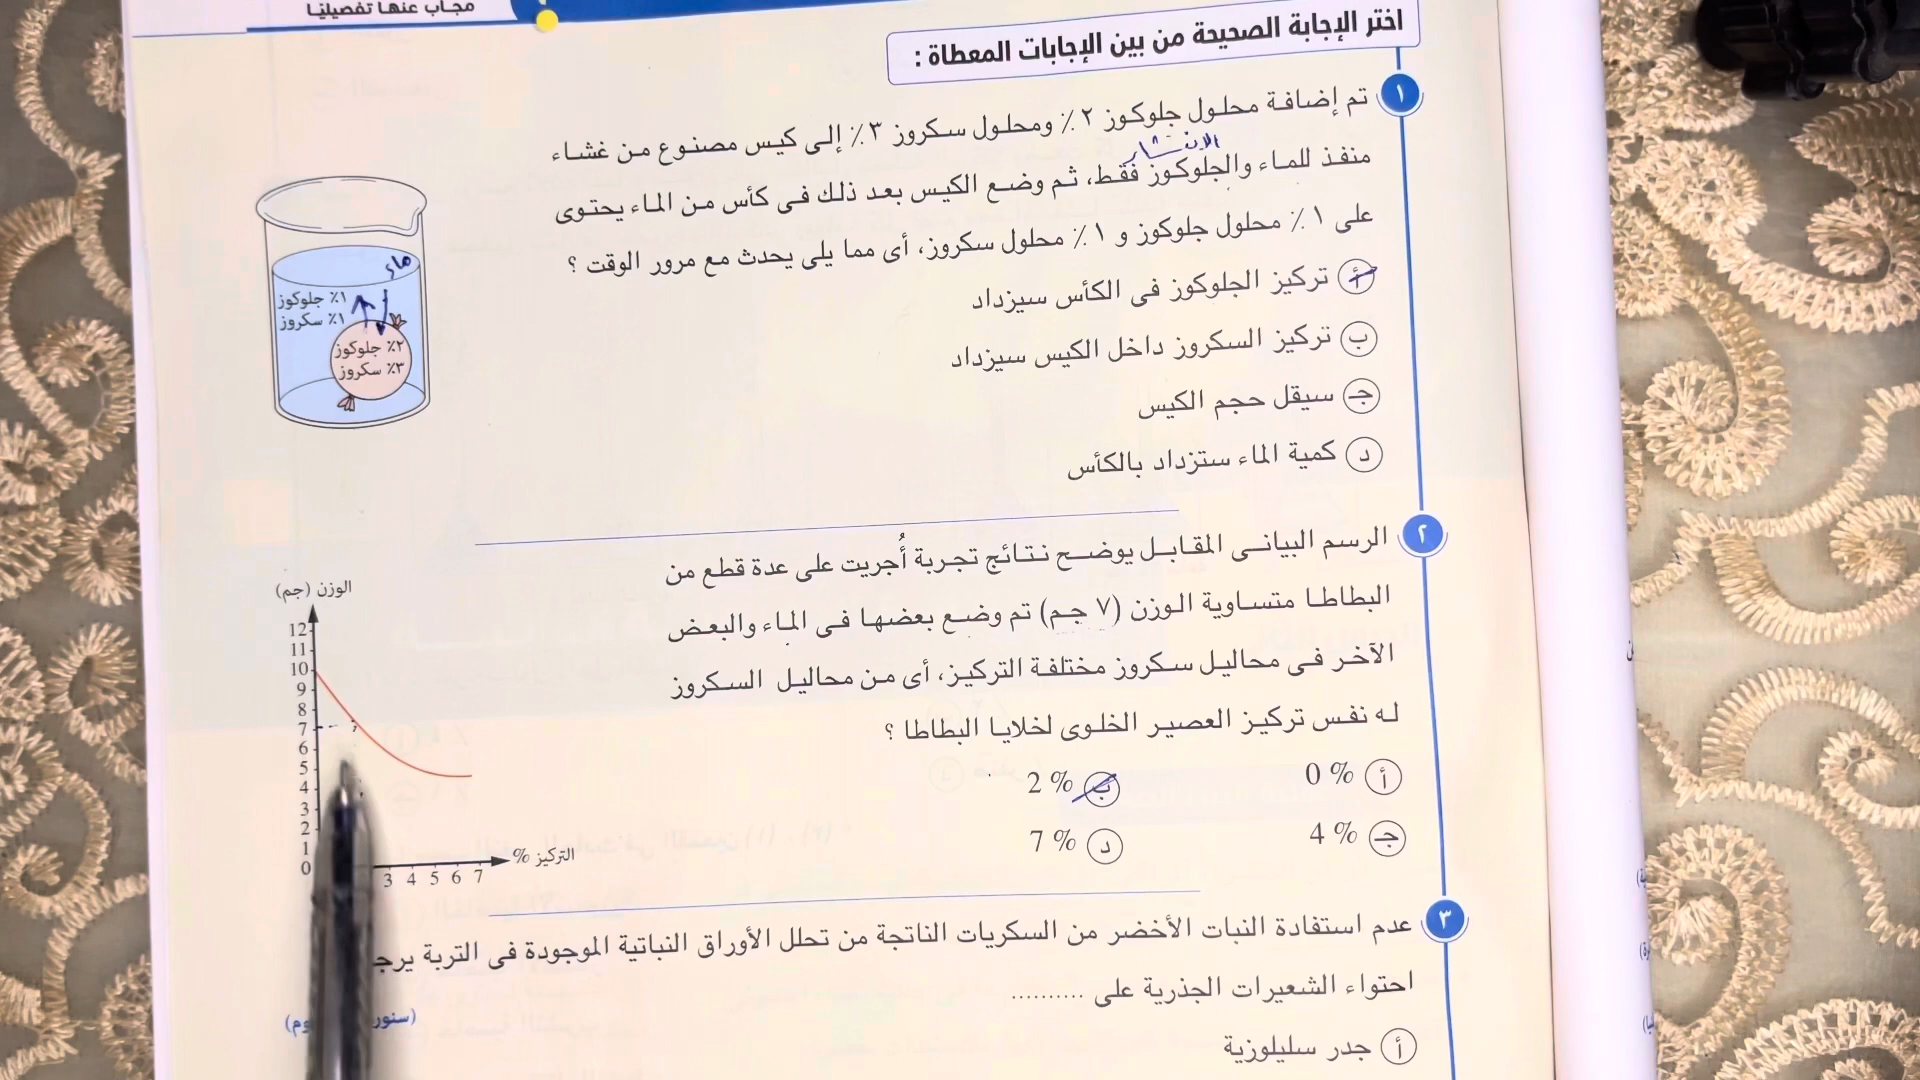 مجاب عنها تفصيليًا
اختر الإجابة الصحيحة من بين الإجابات المعطاة :
١ تم إضافة محلول جلوكوز ٢٪ ومحلول سكروز ٣٪ إلى كيس مصنوع من غشاء
الانتشار
منفذ للماء والجلوكوز فقط، ثم وضع الكيس بعد ذلك فى كأس من الماء يحتوى
على ١٪ محلول جلوكوز و ١٪ محلول سكروز، أى مما يلى يحدث مع مرور الوقت ؟
أ تركيز الجلوكوز فى الكأس سيزداد
ب تركيز السكروز داخل الكيس سيزداد
جـ سيقل حجم الكيس
د كمية الماء ستزداد بالكأس
ماء
١٪ جلوكوز
١٪ سكروز
٢٪ جلوكوز
٣٪ سكروز
٢ الرسم البيانى المقابل يوضح نتائج تجربة أُجريت على عدة قطع من
البطاطا متساوية الوزن (٧ جم) تم وضع بعضها فى الماء والبعض
الآخر فى محاليل سكروز مختلفة التركيز، أى من محاليل السكروز
له نفس تركيز العصير الخلوى لخلايا البطاطا ؟
أ 0 %
ب 2 %
جـ 4 %
د 7 %
الوزن (جم)
12
11
10
9
8
7
6
5
4
3
2
1
0
3 4 5 6 7
التركيز %
٣ عدم استفادة النبات الأخضر من السكريات الناتجة من تحلل الأوراق النباتية الموجودة فى التربة
احتواء الشعيرات الجذرية على ..........
أ جدر سليلوزية